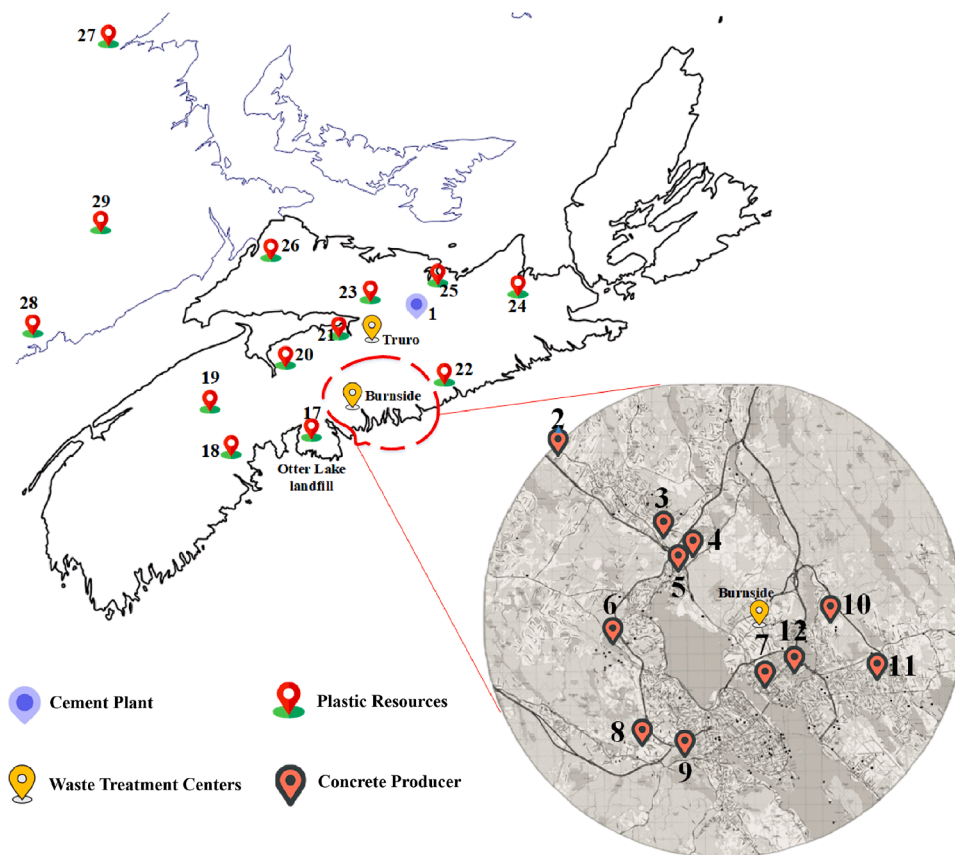 27
29
26
28
23
25
1
24
21
Truro
20
22
19
Burnside
17
18
Otter Lake
landfill
2
3
4
5
Burnside
6
10
12
7
11
8
9
Cement Plant
Plastic Resources
Waste Treatment Centers
Concrete Producer